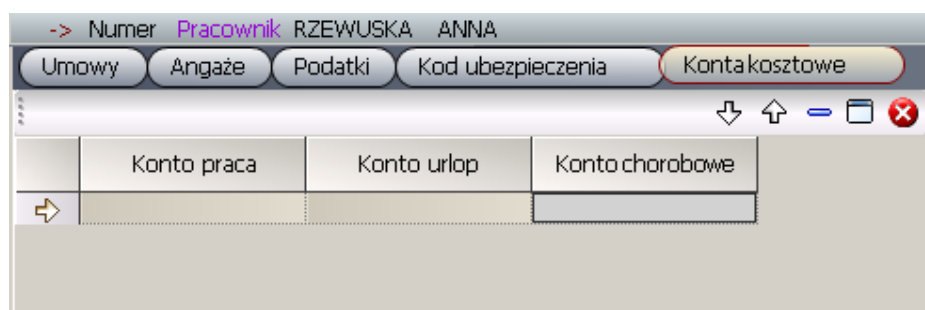 -> Numer Pracownik RZEWUSKA ANNA
Umowy Angaże Podatki Kod ubezpieczenia Konta kosztowe
Konto praca Konto urlop Konto chorobowe